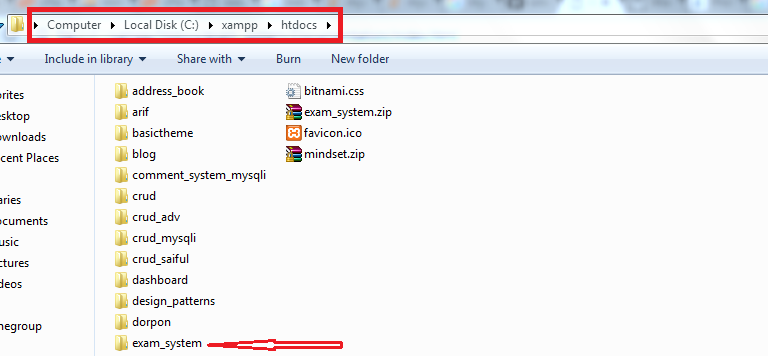 Computer Local Disk (C:) xampp htdocs
Include in library Share with Burn New folder
address_book
arif
basictheme
blog
comment_system_mysqli
crud
crud_adv
crud_mysqli
crud_saiful
dashboard
design_patterns
dorpon
exam_system
bitnami.css
exam_system.zip
favicon.ico
mindset.zip
orites
sktop
wnloads
cent Places
aries
cuments
usic
ctures
deos
negroup